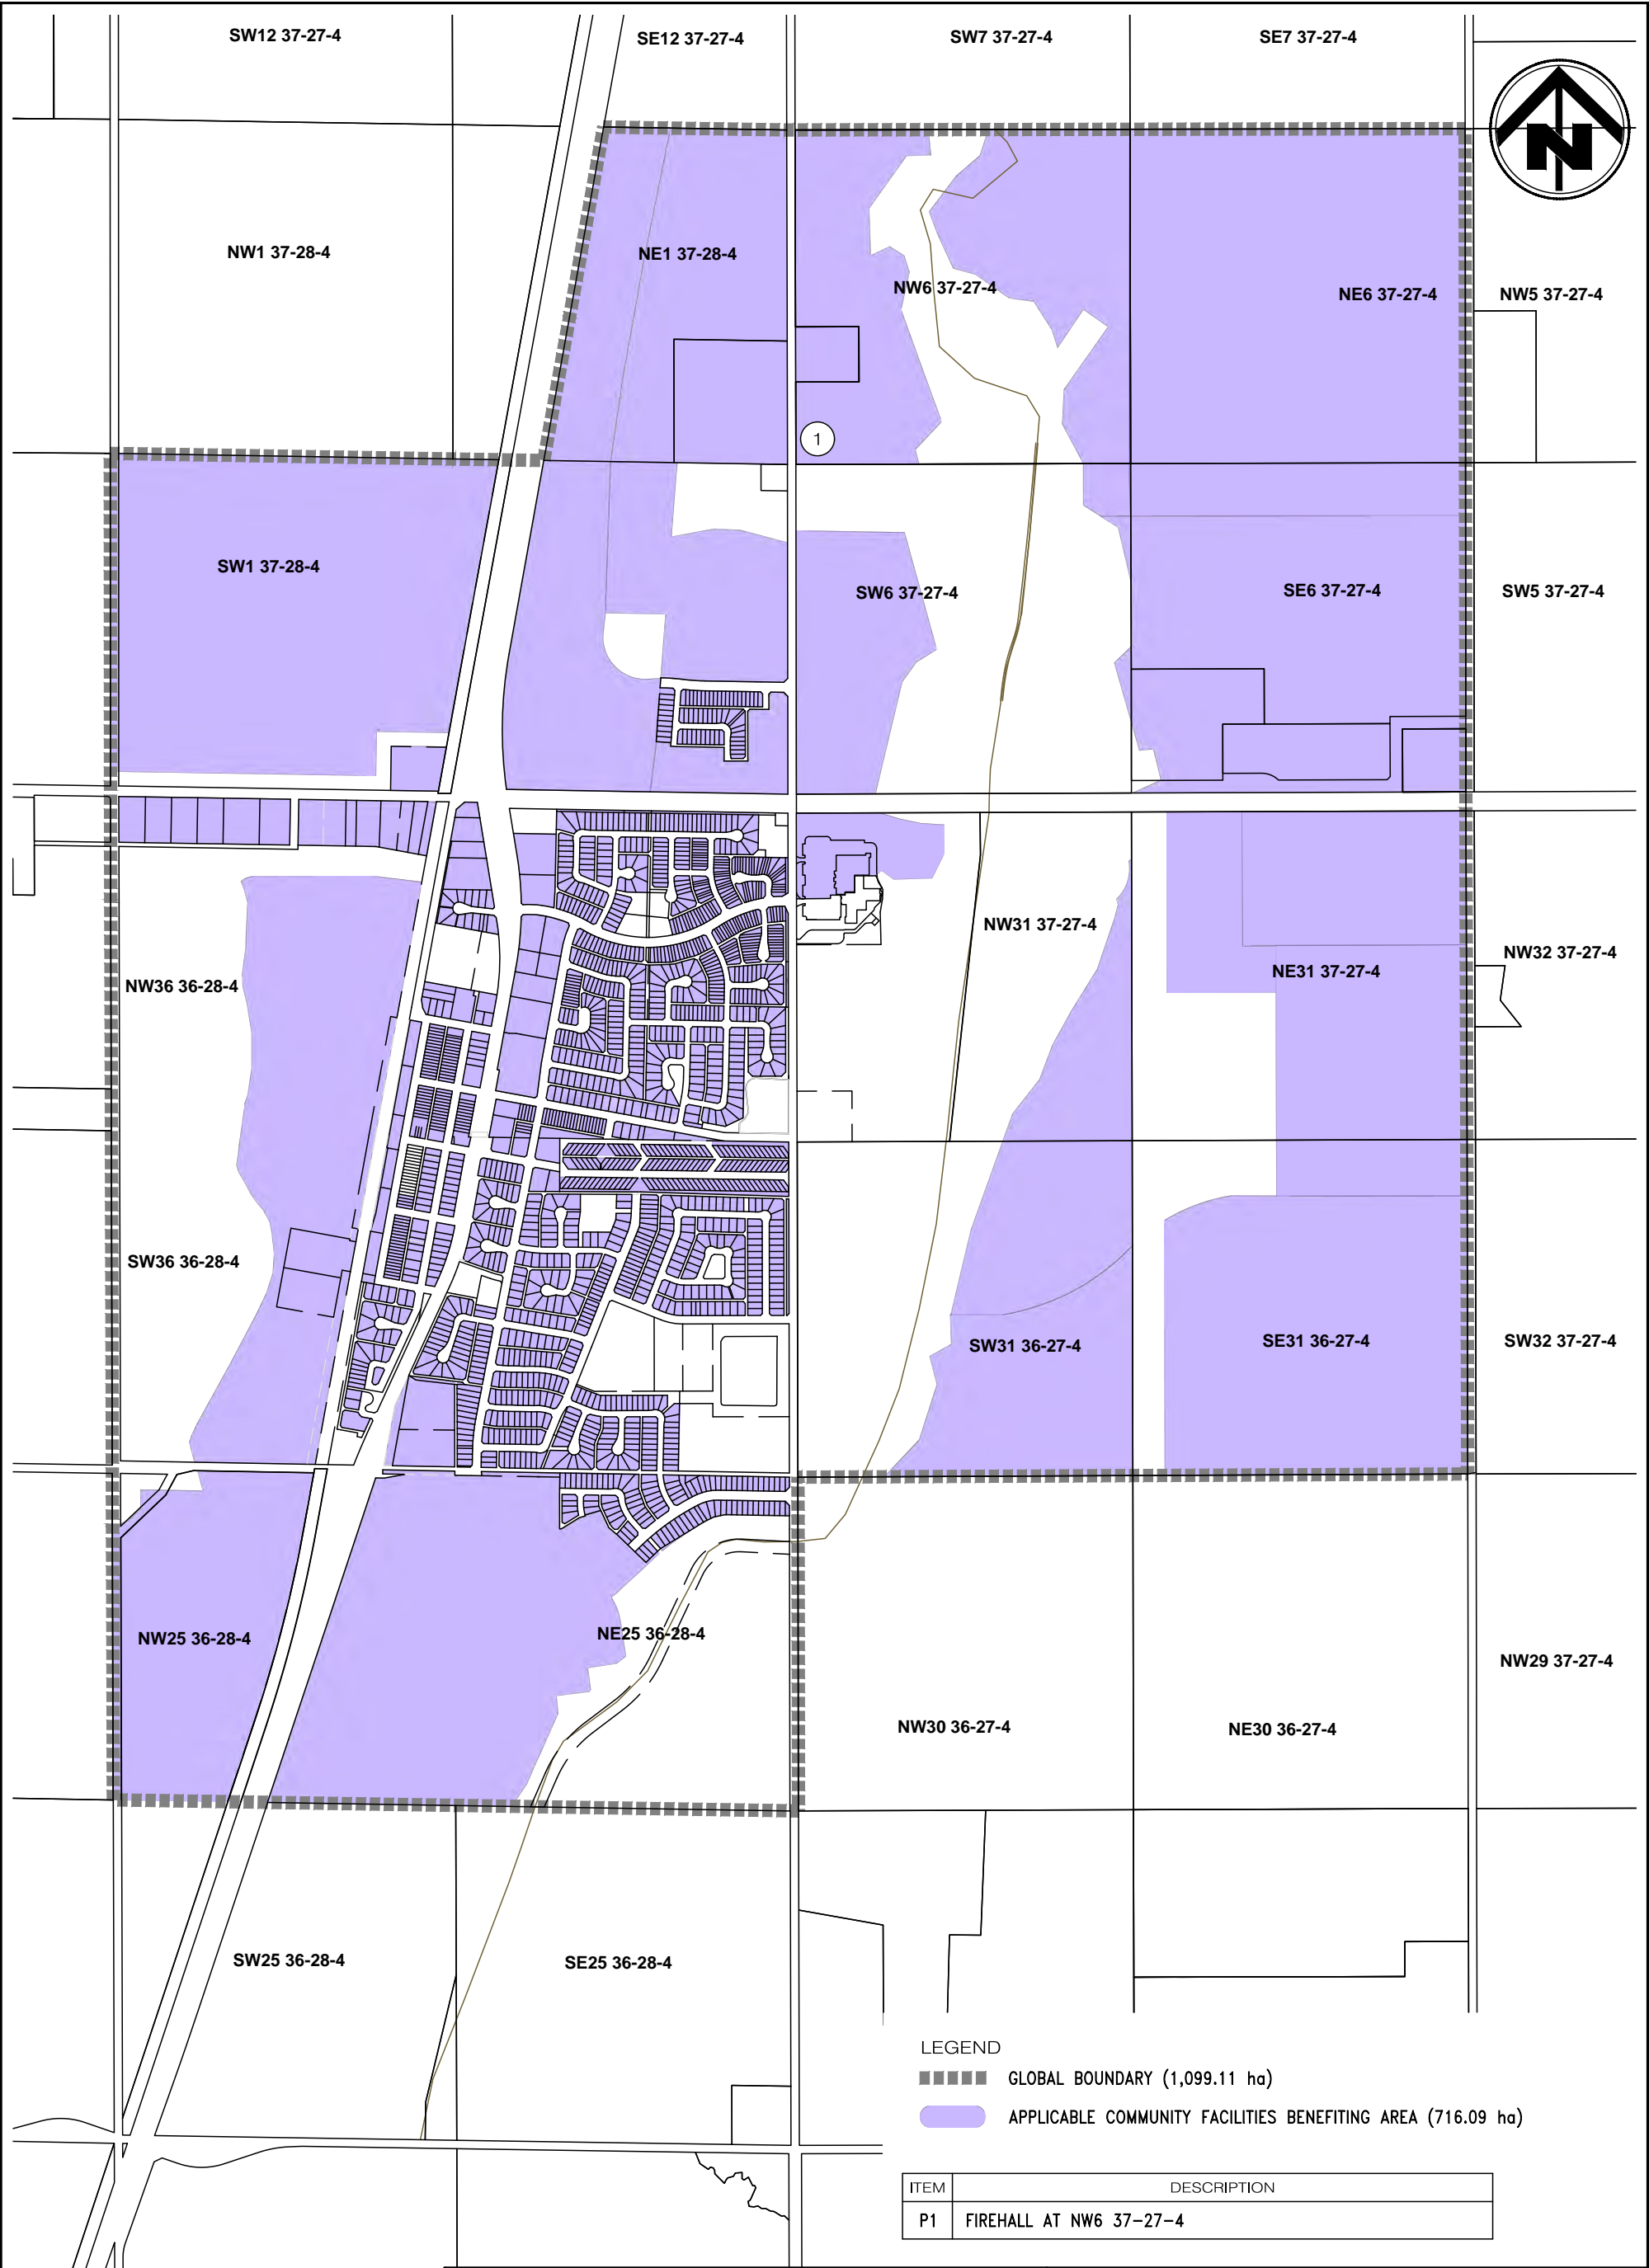 SW12 37-27-4
SE12 37-27-4
SW7 37-27-4
SE7 37-27-4
N
NW1 37-28-4
NE1 37-28-4
NW6 37-27-4
NE6 37-27-4
NW5 37-27-4
1
SW1 37-28-4
SW6 37-27-4
SE6 37-27-4
SW5 37-27-4
NW36 36-28-4
NW31 37-27-4
NE31 37-27-4
NW32 37-27-4
SW36 36-28-4
SW31 36-27-4
SE31 36-27-4
SW32 37-27-4
NW25 36-28-4
NE25 36-28-4
NW30 36-27-4
NE30 36-27-4
NW29 37-27-4
SW25 36-28-4
SE25 36-28-4
LEGEND
GLOBAL BOUNDARY (1,099.11 ha)
APPLICABLE COMMUNITY FACILITIES BENEFITING AREA (716.09 ha)
ITEM DESCRIPTION
P1 FIREHALL AT NW6 37-27-4